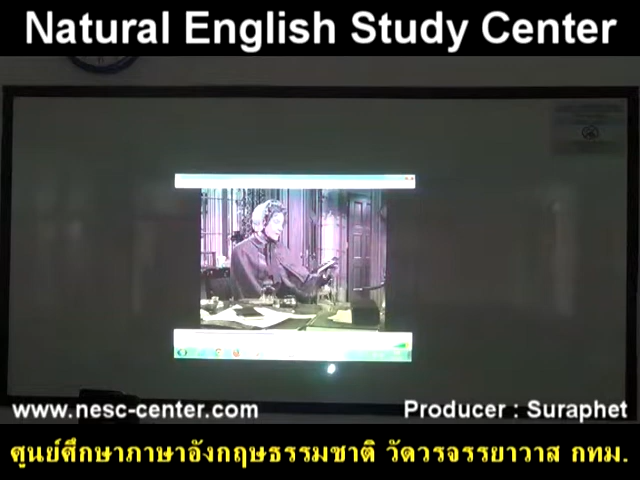 Natural English Study Center
www.nesc-center.com
Producer : Suraphet
ศูนย์ศึกษาภาษาอังกฤษธรรมชาติ วัดวรจรรยาวาส กทม.